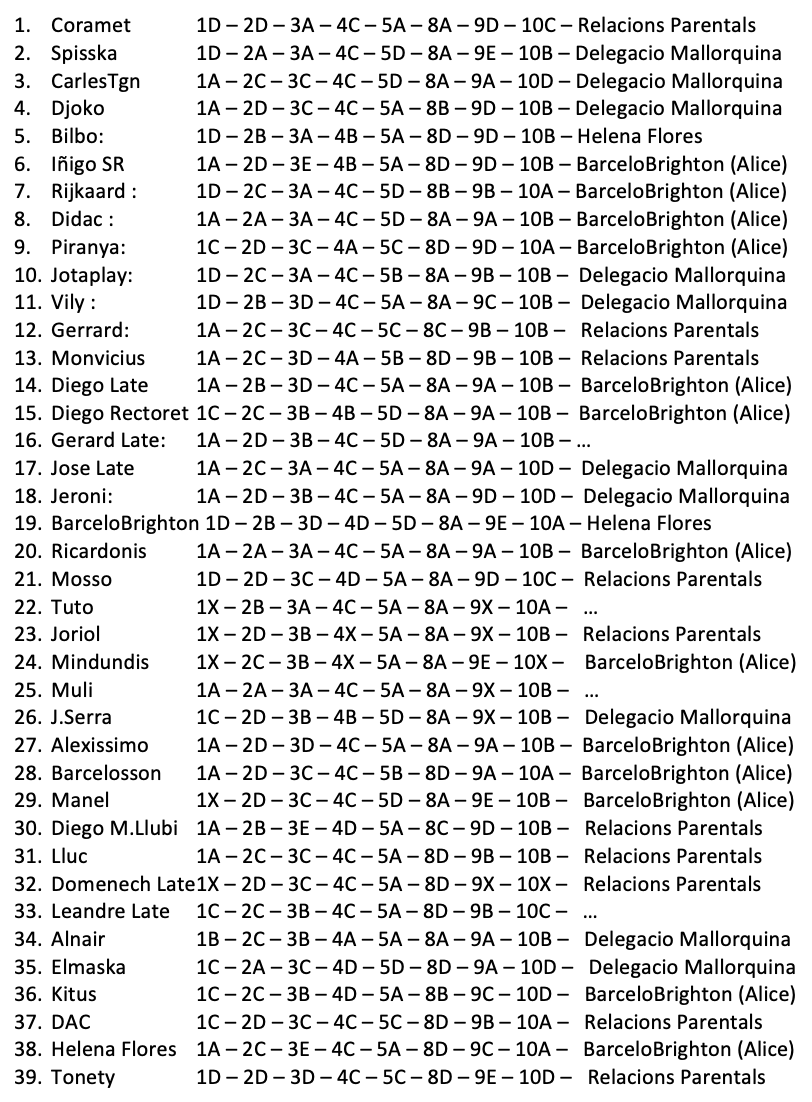 1. Coramet 1D – 2D – 3A – 4C – 5A – 8A – 9D – 10C – Relacions Parentals
2. Spisska 1D – 2A – 3A – 4C – 5D – 8A – 9E – 10B – Delegacio Mallorquina
3. CarlesTgn 1A – 2C – 3C – 4C – 5D – 8A – 9A – 10D – Delegacio Mallorquina
4. Djoko 1A – 2D – 3C – 4C – 5A – 8B – 9D – 10B – Delegacio Mallorquina
5. Bilbo: 1D – 2B – 3A – 4B – 5A – 8D – 9D – 10B – Helena Flores
6. Iñigo SR 1A – 2D – 3E – 4B – 5A – 8D – 9D – 10B – BarceloBrighton (Alice)
7. Rijkaard : 1D – 2C – 3A – 4C – 5D – 8B – 9B – 10A – BarceloBrighton (Alice)
8. Didac : 1A – 2A – 3A – 4C – 5D – 8A – 9A – 10B – BarceloBrighton (Alice)
9. Piranya: 1C – 2D – 3C – 4A – 5C – 8D – 9D – 10A – BarceloBrighton (Alice)
10. Jotaplay: 1D – 2C – 3A – 4C – 5B – 8A – 9B – 10B – Delegacio Mallorquina
11. Vily : 1D – 2B – 3D – 4C – 5A – 8A – 9C – 10B – Delegacio Mallorquina
12. Gerrard: 1A – 2C – 3C – 4C – 5C – 8C – 9B – 10B – Relacions Parentals
13. Monvicius 1A – 2C – 3D – 4A – 5B – 8D – 9B – 10B – Relacions Parentals
14. Diego Late 1A – 2B – 3D – 4C – 5A – 8A – 9A – 10B – BarceloBrighton (Alice)
15. Diego Rectoret 1C – 2C – 3B – 4B – 5D – 8A – 9A – 10B – BarceloBrighton (Alice)
16. Gerard Late: 1A – 2D – 3B – 4C – 5D – 8A – 9A – 10B – ...
17. Jose Late 1A – 2C – 3A – 4C – 5A – 8A – 9A – 10D – Delegacio Mallorquina
18. Jeroni: 1A – 2D – 3B – 4C – 5A – 8A – 9D – 10D – Delegacio Mallorquina
19. BarceloBrighton 1D – 2B – 3D – 4D – 5D – 8A – 9E – 10A – Helena Flores
20. Ricardonis 1A – 2A – 3A – 4C – 5A – 8A – 9A – 10B – BarceloBrighton (Alice)
21. Mosso 1D – 2D – 3C – 4D – 5A – 8A – 9D – 10C – Relacions Parentals
22. Tuto 1X – 2B – 3A – 4C – 5A – 8A – 9X – 10A – ...
23. Joriol 1X – 2D – 3B – 4X – 5A – 8A – 9X – 10B – Relacions Parentals
24. Mindundis 1X – 2C – 3B – 4X – 5A – 8A – 9E – 10X – BarceloBrighton (Alice)
25. Muli 1A – 2A – 3A – 4C – 5A – 8A – 9X – 10B – ...
26. J.Serra 1C – 2D – 3B – 4B – 5D – 8A – 9X – 10B – Delegacio Mallorquina
27. Alexissimo 1A – 2D – 3D – 4C – 5A – 8A – 9A – 10B – BarceloBrighton (Alice)
28. Barcelosson 1A – 2D – 3C – 4C – 5B – 8D – 9A – 10A – BarceloBrighton (Alice)
29. Manel 1X – 2D – 3C – 4C – 5D – 8A – 9E – 10B – BarceloBrighton (Alice)
30. Diego M.Llubi 1A – 2B – 3E – 4D – 5A – 8C – 9D – 10B – Relacions Parentals
31. Lluc 1A – 2C – 3C – 4C – 5A – 8D – 9B – 10B – Relacions Parentals
32. Domenech Late1X – 2D – 3C – 4C – 5A – 8D – 9X – 10X – Relacions Parentals
33. Leandre Late 1C – 2C – 3B – 4C – 5A – 8D – 9B – 10C – ...
34. Alnair 1B – 2C – 3B – 4A – 5A – 8A – 9A – 10B – Delegacio Mallorquina
35. Elmaska 1C – 2A – 3C – 4D – 5D – 8D – 9A – 10D – Delegacio Mallorquina
36. Kitus 1C – 2C – 3B – 4D – 5A – 8B – 9C – 10D – BarceloBrighton (Alice)
37. DAC 1C – 2D – 3C – 4C – 5C – 8D – 9B – 10A – Relacions Parentals
38. Helena Flores 1A – 2C – 3E – 4C – 5A – 8D – 9C – 10A – BarceloBrighton (Alice)
39. Tonety 1D – 2D – 3D – 4C – 5C – 8D – 9E – 10D – Relacions Parentals